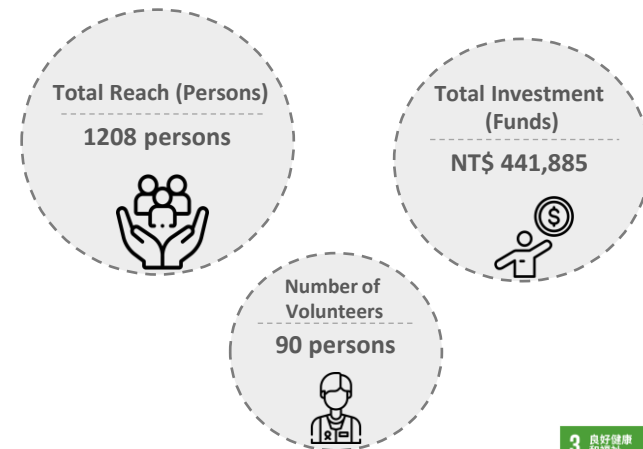 Total Reach (Persons)
1208 persons
Total Investment
(Funds)
NT$ 441,885
$
Number of
Volunteers
90 persons
3 良好健康